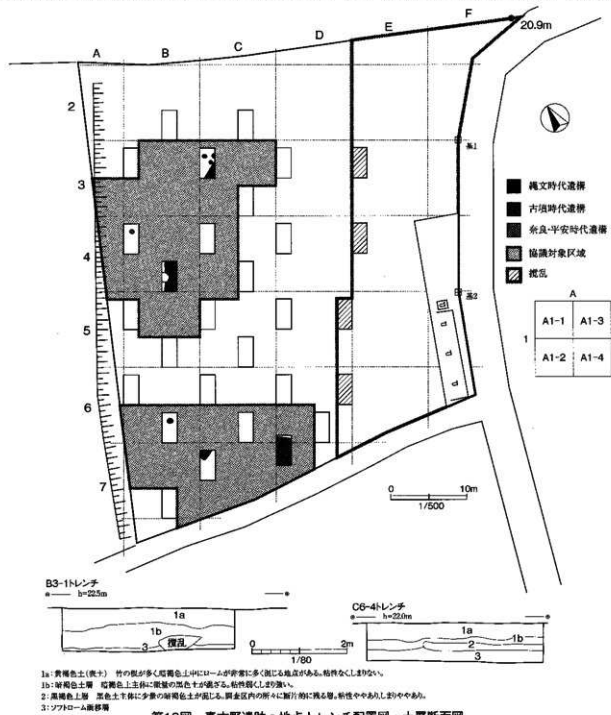 A B C D E F
20.9m
2
3
4
5
6
7
基1
基2
縄文時代遺構
古墳時代遺構
奈良・平安時代遺構
協議対象区域
撹乱
A
1
A1-1 A1-3
A1-2 A1-4
0 10m
1/500
B3-1トレンチ
h=22.5m
1a
1b
3
撹乱
0 2m
1/80
C6-4トレンチ
h=22.0m
1a
1b
2
3
1a：黄褐色土(表土) 竹の根が多く暗褐色土中にロームが非常に多く混じる地点がある。粘性なくしまりない。
1b：暗褐色土層 暗褐色土主体に微量の黒色土が混ざる。粘性弱くしまり強い。
2：黒褐色土層 黒色土主体に少量の暗褐色土が混じる。調査区内の所々に断片的に残る層。粘性ややありしまりややあり。
3：ソフトローム漸移層